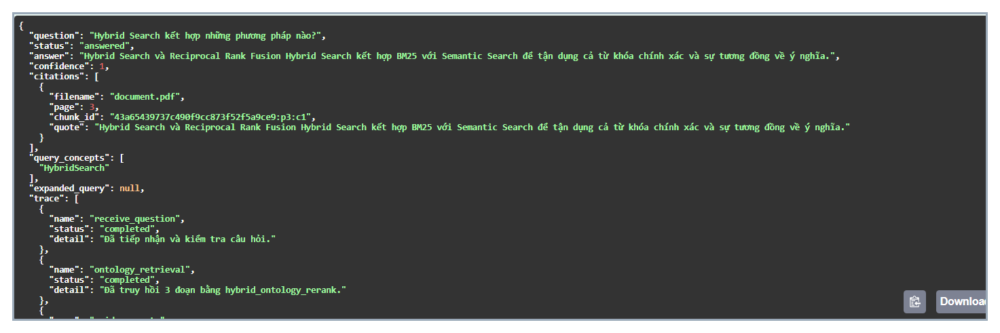 {
"question": "Hybrid Search kết hợp những phương pháp nào?",
"status": "answered",
"answer": "Hybrid Search và Reciprocal Rank Fusion Hybrid Search kết hợp BM25 với Semantic Search để tận dụng cả từ khóa chính xác và sự tương đồng về ý nghĩa.",
"confidence": 1,
"citations": [
{
"filename": "document.pdf",
"page": 3,
"chunk_id": "43a65439737c490f9cc873f52f5a9ce9:p3:c1",
"quote": "Hybrid Search và Reciprocal Rank Fusion Hybrid Search kết hợp BM25 với Semantic Search để tận dụng cả từ khóa chính xác và sự tương đồng về ý nghĩa."
}
],
"query_concepts": [
"HybridSearch"
],
"expanded_query": null,
"trace": [
{
"name": "receive_question",
"status": "completed",
"detail": "Đã tiếp nhận và kiểm tra câu hỏi."
},
{
"name": "ontology_retrieval",
"status": "completed",
"detail": "Đã truy hồi 3 đoạn bằng hybrid_ontology_rerank."
},
{
Downloa